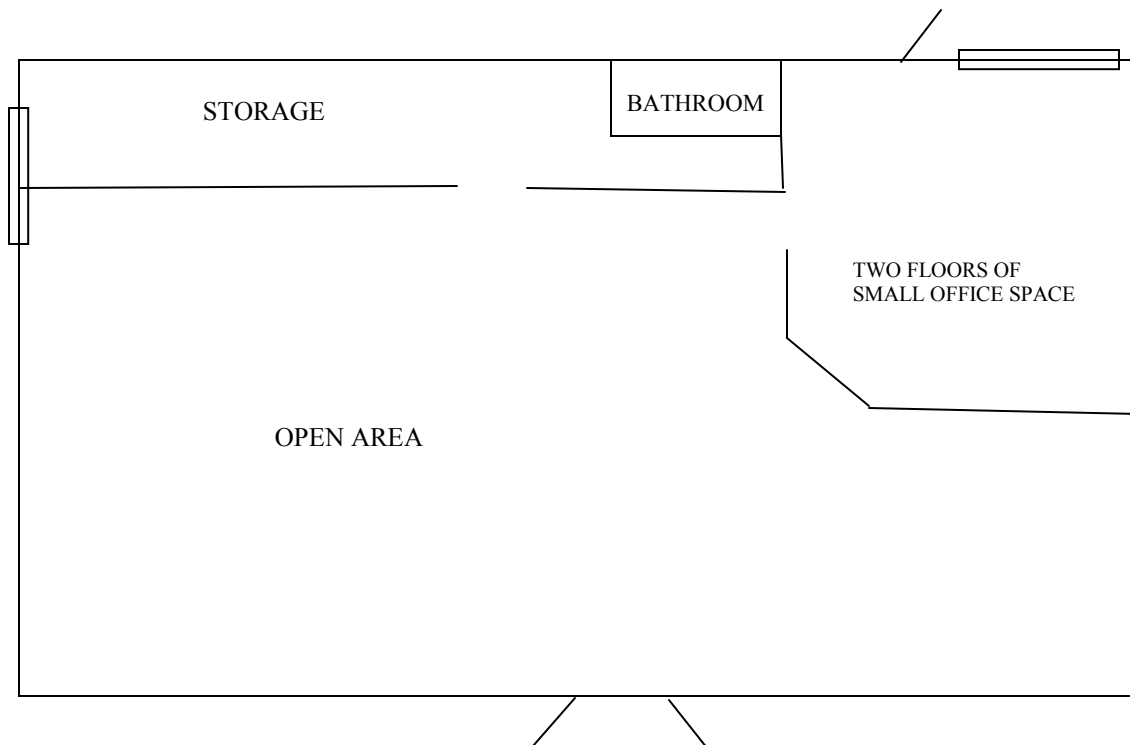 STORAGE
BATHROOM
TWO FLOORS OF
SMALL OFFICE SPACE
OPEN AREA